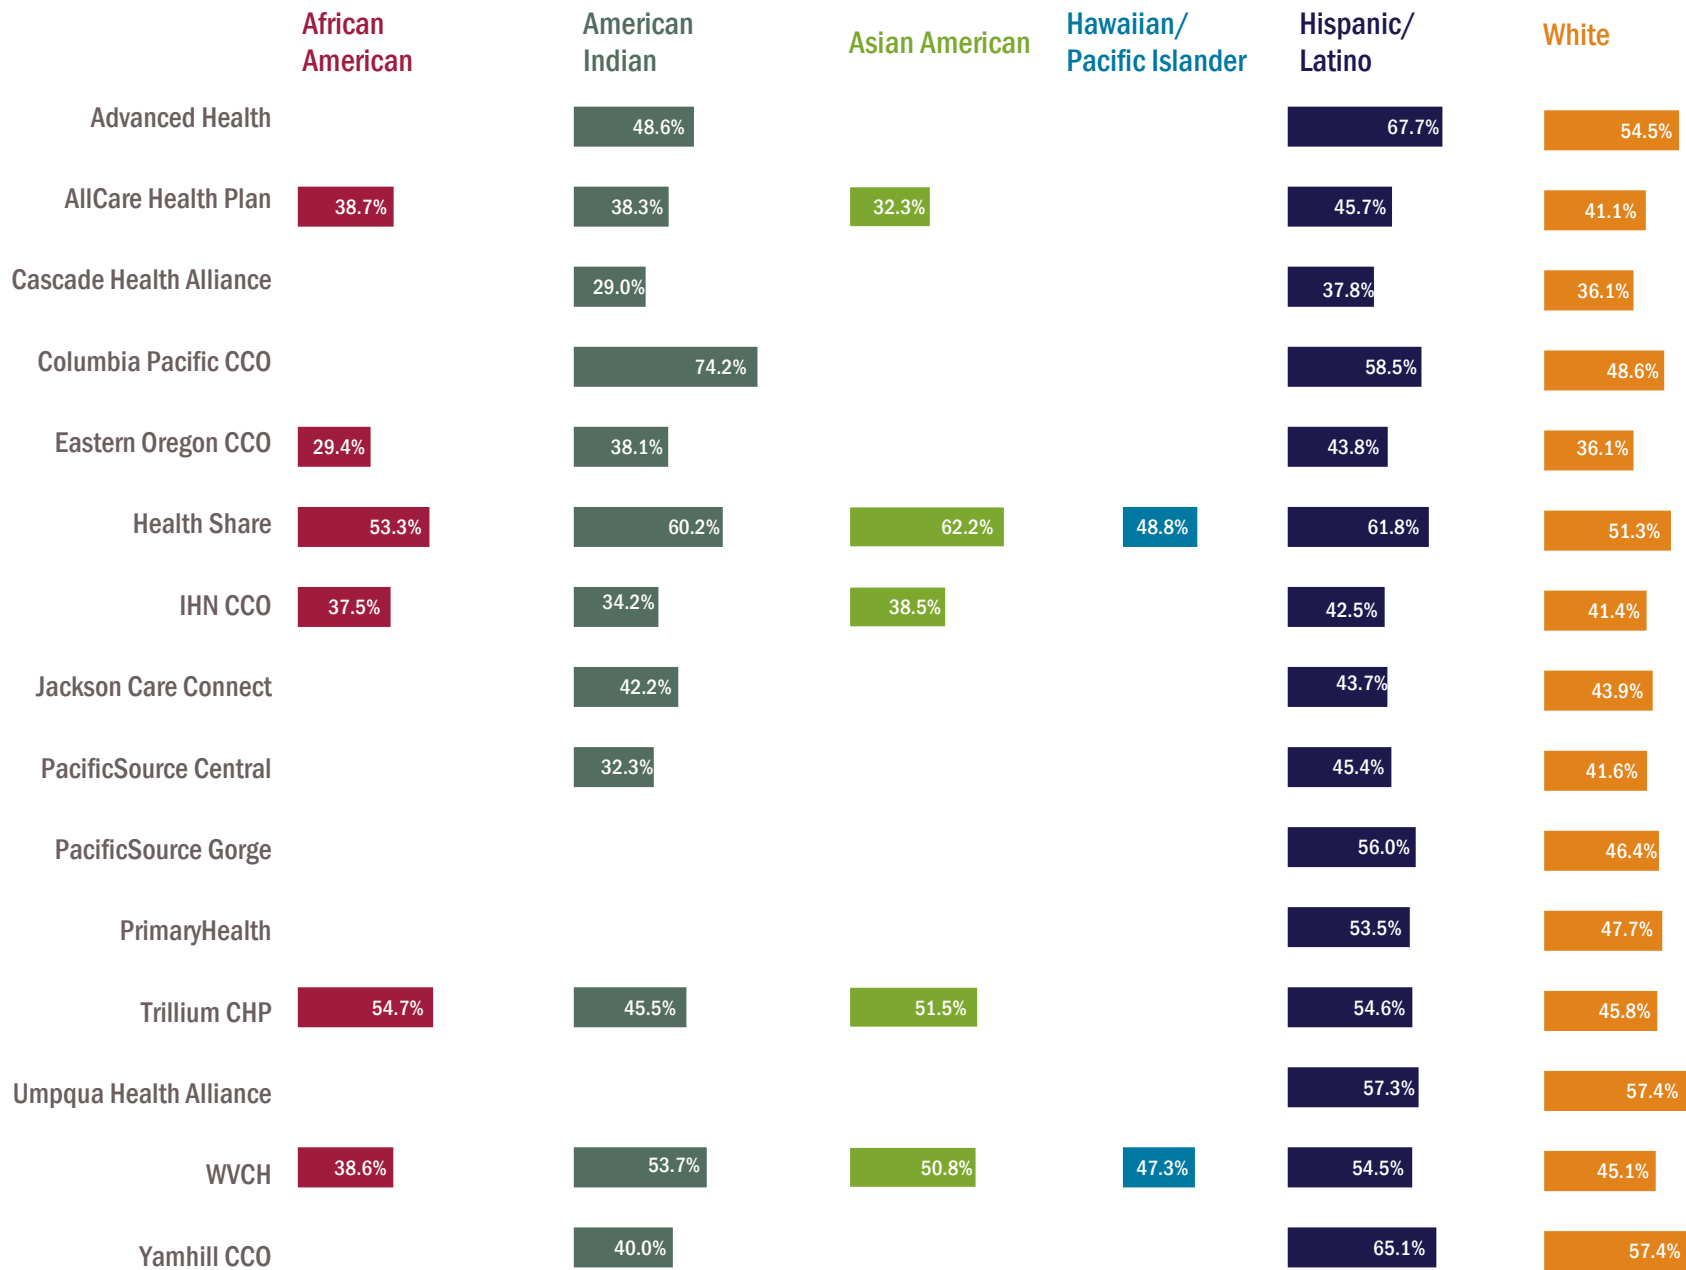 African American
American Indian
Asian American
Hawaiian/ Pacific Islander
Hispanic/ Latino
White
Advanced Health 48.6% 67.7% 54.5%
AllCare Health Plan 38.7% 38.3% 32.3% 45.7% 41.1%
Cascade Health Alliance 29.0% 37.8% 36.1%
Columbia Pacific CCO 74.2% 58.5% 48.6%
Eastern Oregon CCO 29.4% 38.1% 43.8% 36.1%
Health Share 53.3% 60.2% 62.2% 48.8% 61.8% 51.3%
IHN CCO 37.5% 34.2% 38.5% 42.5% 41.4%
Jackson Care Connect 42.2% 43.7% 43.9%
PacificSource Central 32.3% 45.4% 41.6%
PacificSource Gorge 56.0% 46.4%
PrimaryHealth 53.5% 47.7%
Trillium CHP 54.7% 45.5% 51.5% 54.6% 45.8%
Umpqua Health Alliance 57.3% 57.4%
WVCH 38.6% 53.7% 50.8% 47.3% 54.5% 45.1%
Yamhill CCO 40.0% 65.1% 57.4%